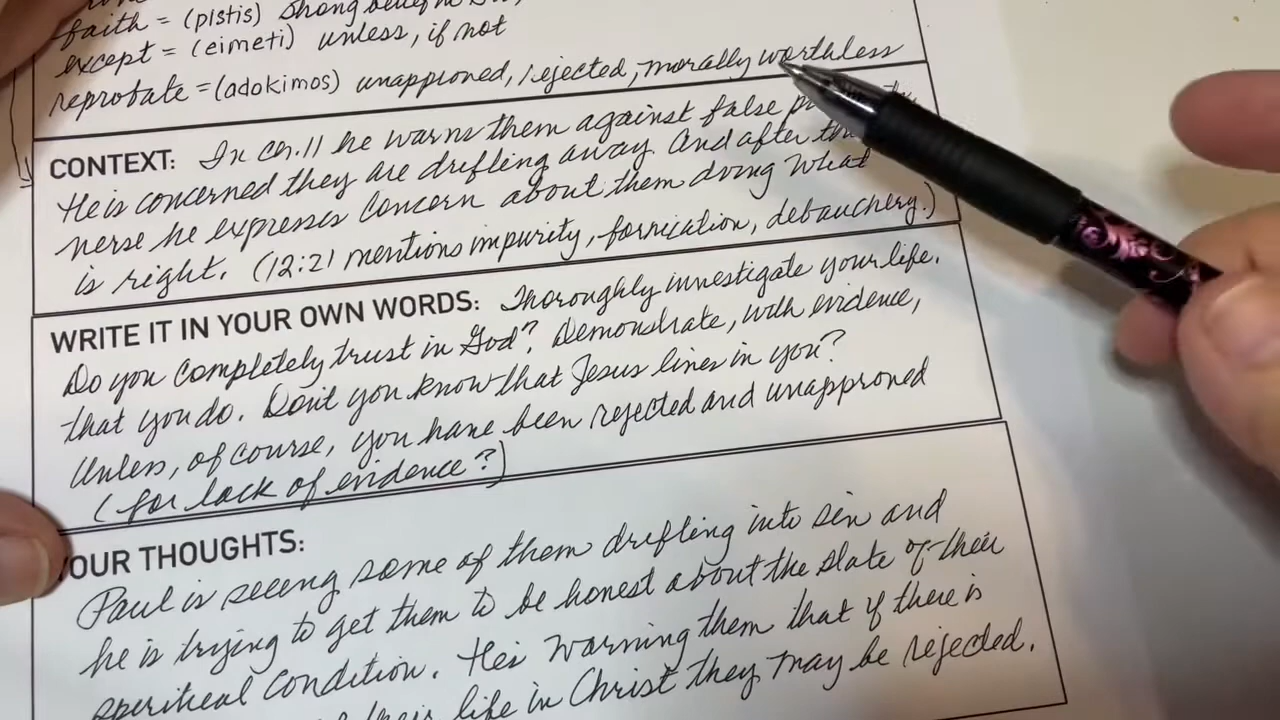 faith = (pistis) strong belief
except = (eimeti) unless, if not
reprobate = (adokimos) unapproved, rejected, morally worthless
CONTEXT: In ch. 11 he warns them against false
He is concerned they are drifting away. And after
verse he expresses concern about them doing what
is right. (12:21 mentions impurity, fornication, debauchery.)
WRITE IT IN YOUR OWN WORDS: Thoroughly investigate your life.
Do you completely trust in God? Demonstrate, with evidence,
that you do. Don't you know that Jesus lives in you?
Unless, of course, you have been rejected and unapproved
(for lack of evidence?)
OUR THOUGHTS:
Paul is seeing some of them drifting into sin and
he is trying to get them to be honest about the state of their
spiritual condition. He's warning them that if there is
their life in Christ they may be rejected.